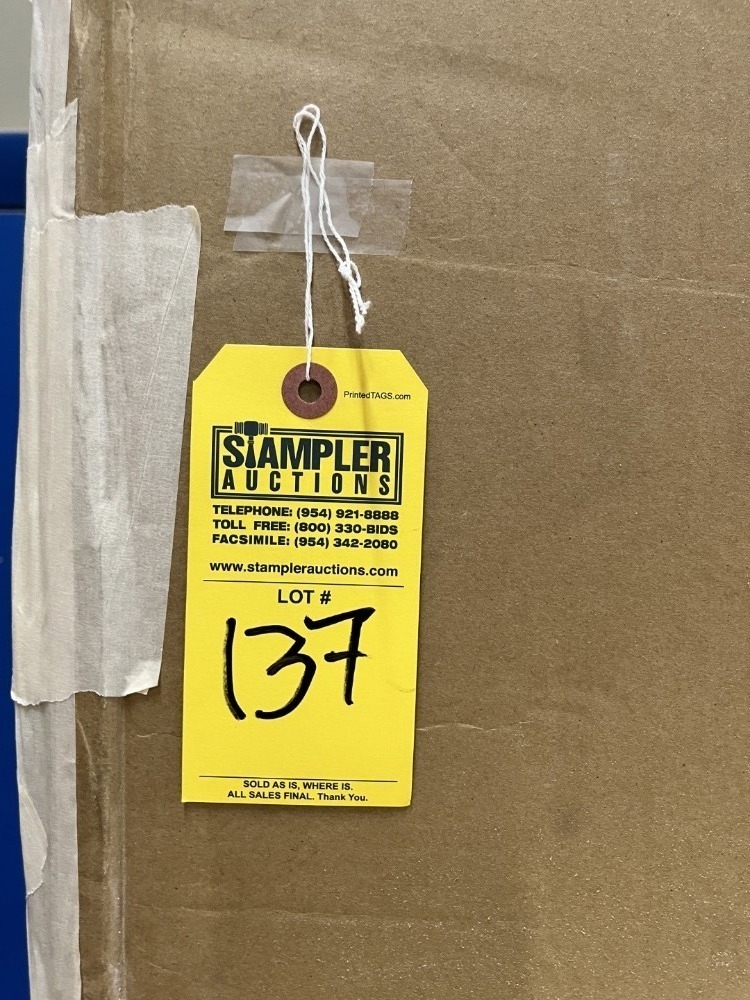 PrintedTAGS.com
STAMPLER
AUCTIONS
TELEPHONE: (954) 921-8888
TOLL FREE: (800) 330-BIDS
FACSIMILE: (954) 342-2080
www.stamplerauctions.com
LOT #
137
SOLD AS IS, WHERE IS.
ALL SALES FINAL. Thank You.